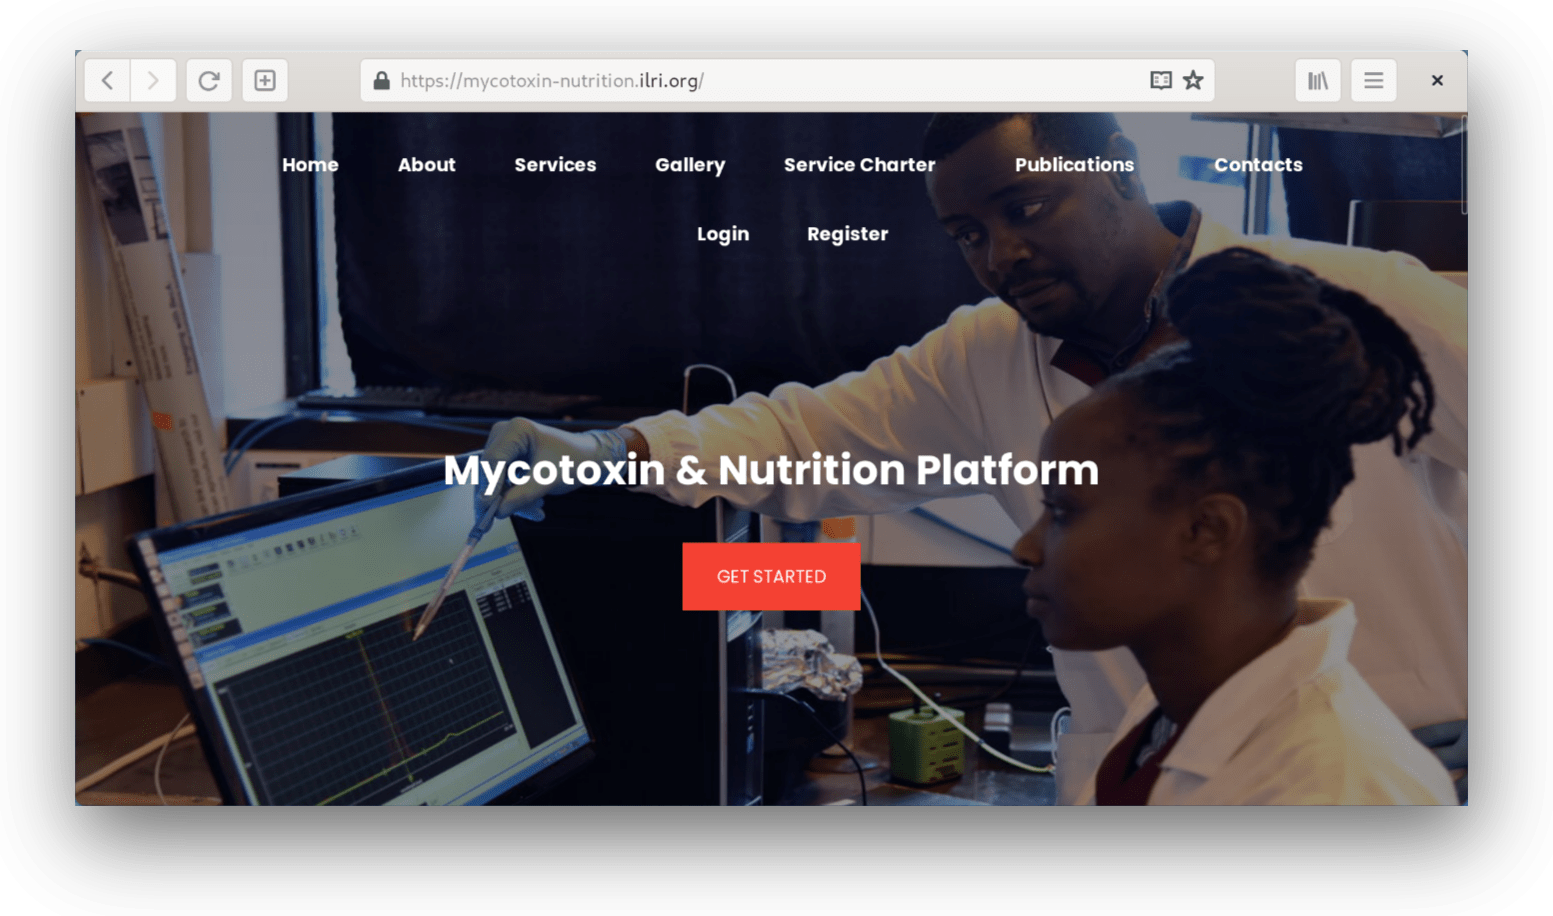 https://mycotoxin-nutrition.ilri.org/
Home About Services Gallery Service Charter Publications Contacts
Login Register
Mycotoxin & Nutrition Platform
GET STARTED